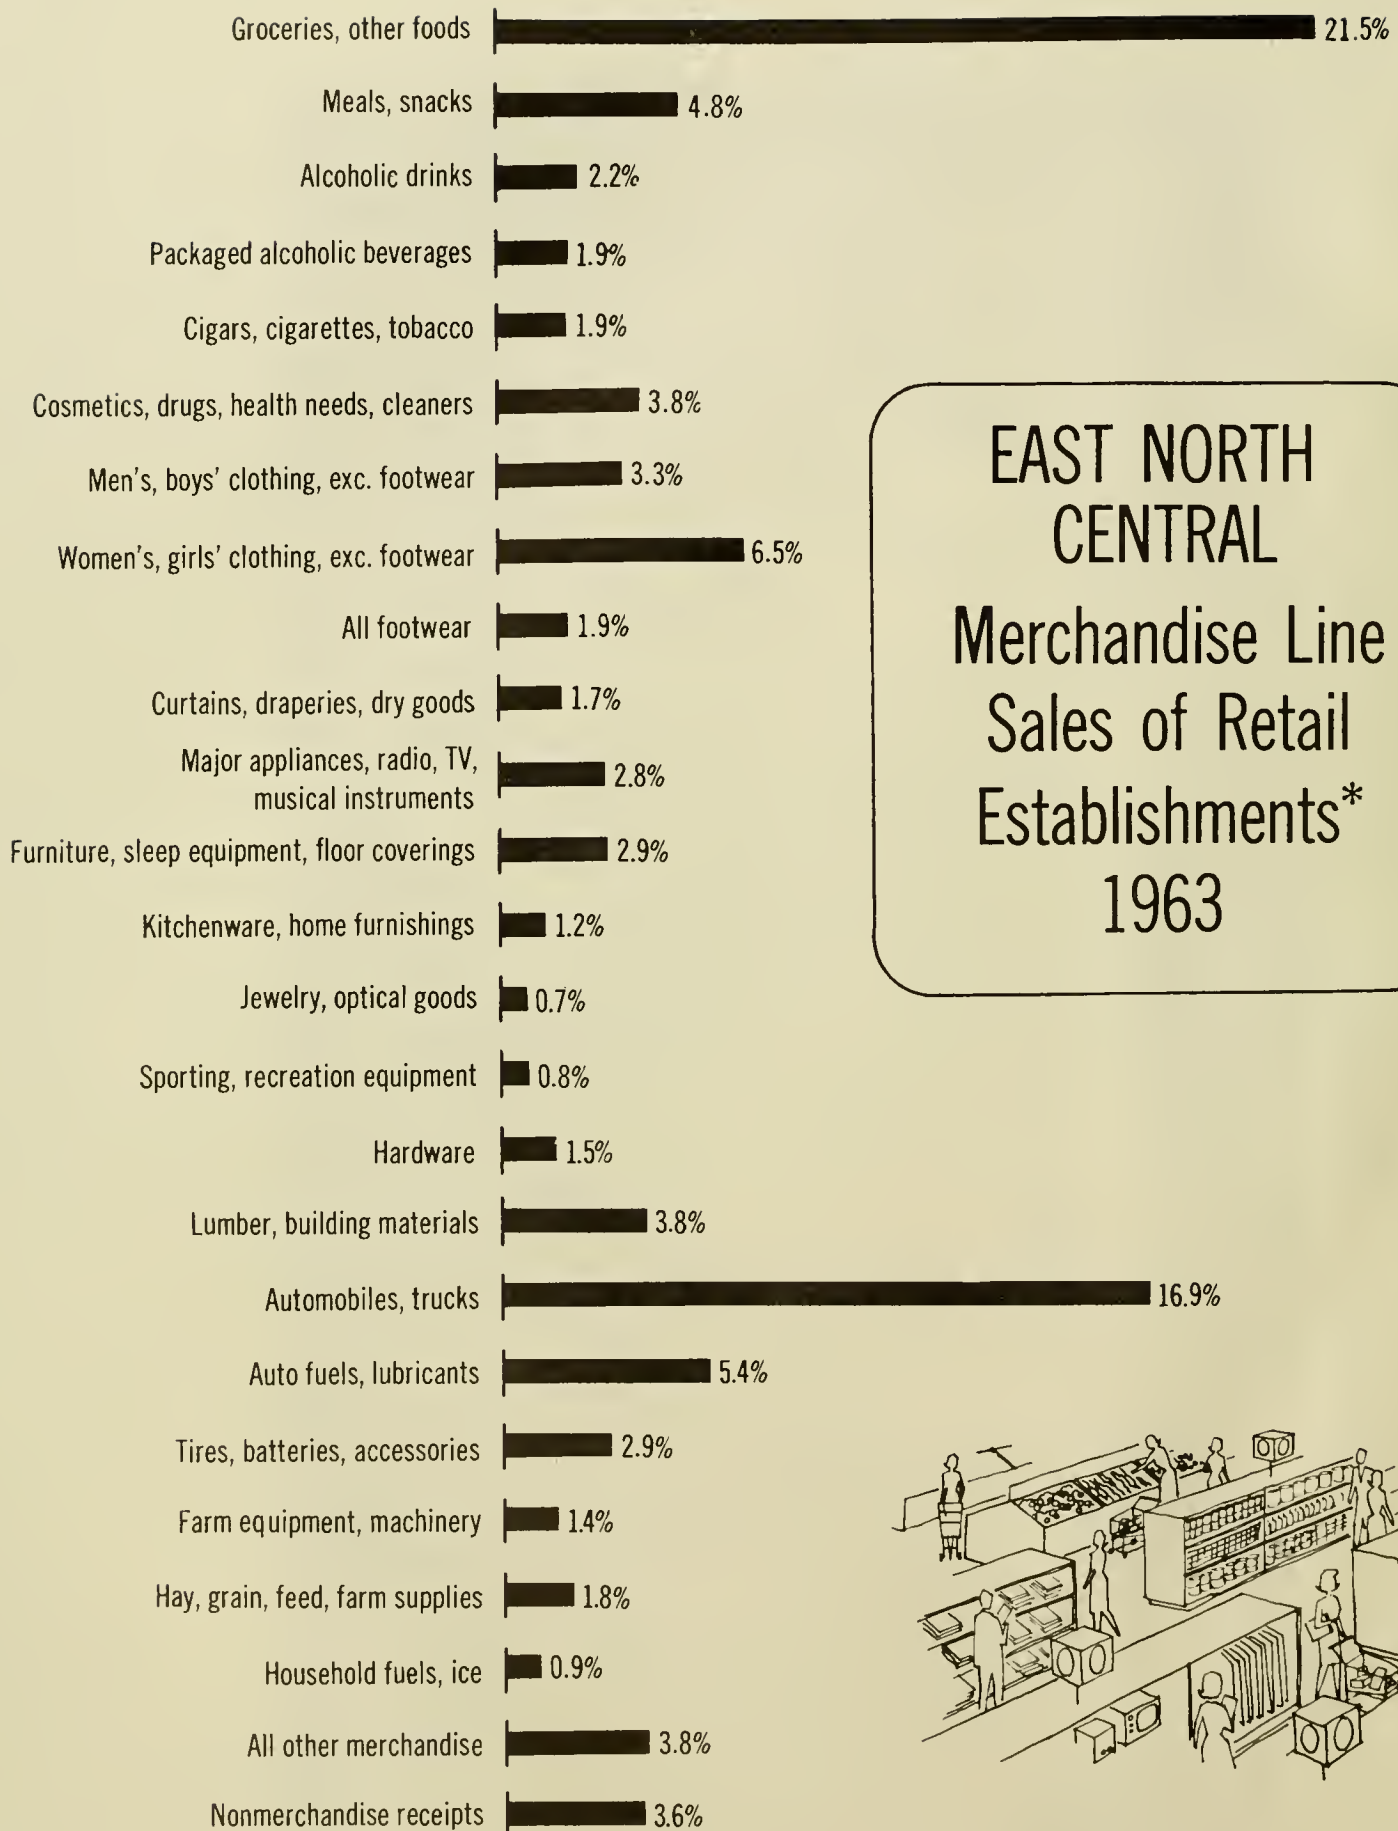 Groceries, other foods 21.5%
Meals, snacks 4.8%
Alcoholic drinks 2.2%
Packaged alcoholic beverages 1.9%
Cigars, cigarettes, tobacco 1.9%
Cosmetics, drugs, health needs, cleaners 3.8%
Men's, boys' clothing, exc. footwear 3.3%
Women's, girls' clothing, exc. footwear 6.5%
All footwear 1.9%
Curtains, draperies, dry goods 1.7%
Major appliances, radio, TV,
musical instruments 2.8%
Furniture, sleep equipment, floor coverings 2.9%
Kitchenware, home furnishings 1.2%
Jewelry, optical goods 0.7%
Sporting, recreation equipment 0.8%
Hardware 1.5%
Lumber, building materials 3.8%
Automobiles, trucks 16.9%
Auto fuels, lubricants 5.4%
Tires, batteries, accessories 2.9%
Farm equipment, machinery 1.4%
Hay, grain, feed, farm supplies 1.8%
Household fuels, ice 0.9%
All other merchandise 3.8%
Nonmerchandise receipts 3.6%
EAST NORTH
CENTRAL
Merchandise Line
Sales of Retail
Establishments*
1963